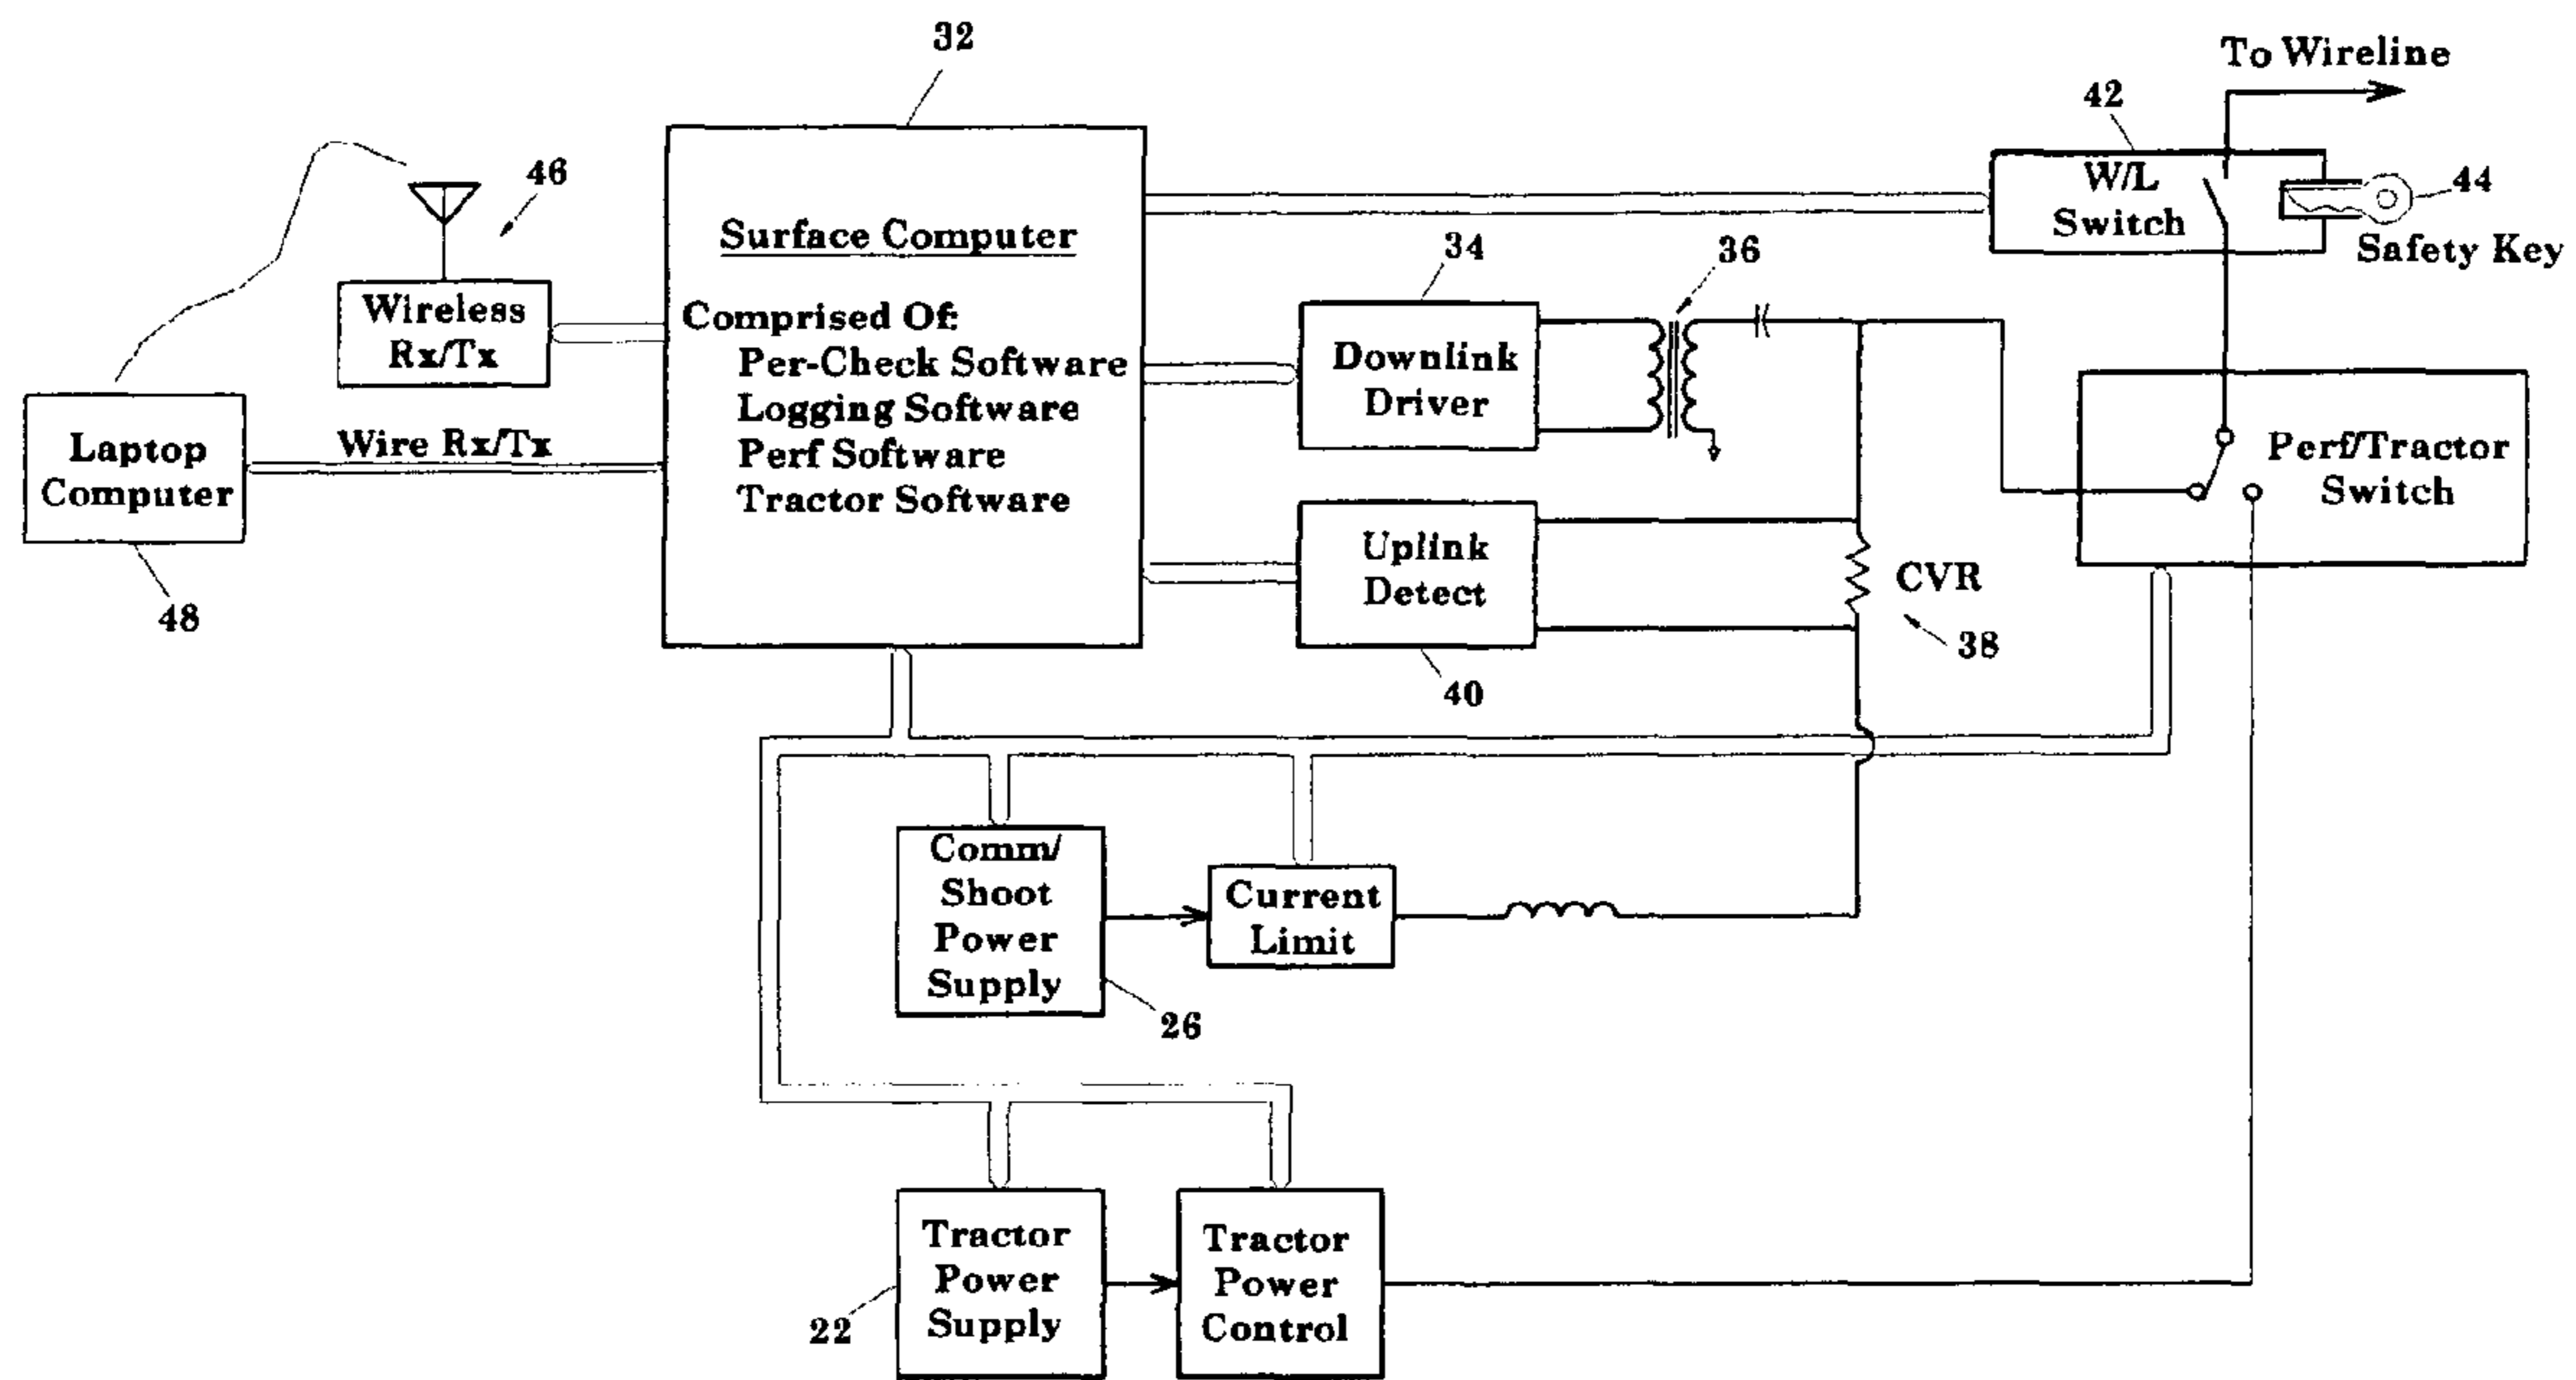 32
To Wireline
42
W/L
Switch
44
Safety Key
46
Surface Computer
34
36
Wireless
Rx/Tx
Comprised Of:
Per-Check Software
Logging Software
Perf Software
Tractor Software
Downlink
Driver
Laptop
Computer
Wire Rx/Tx
48
Perf/Tractor
Switch
Uplink
Detect
CVR
38
40
Comm/
Shoot
Power
Supply
26
Current
Limit
Tractor
Power
Supply
22
Tractor
Power
Control